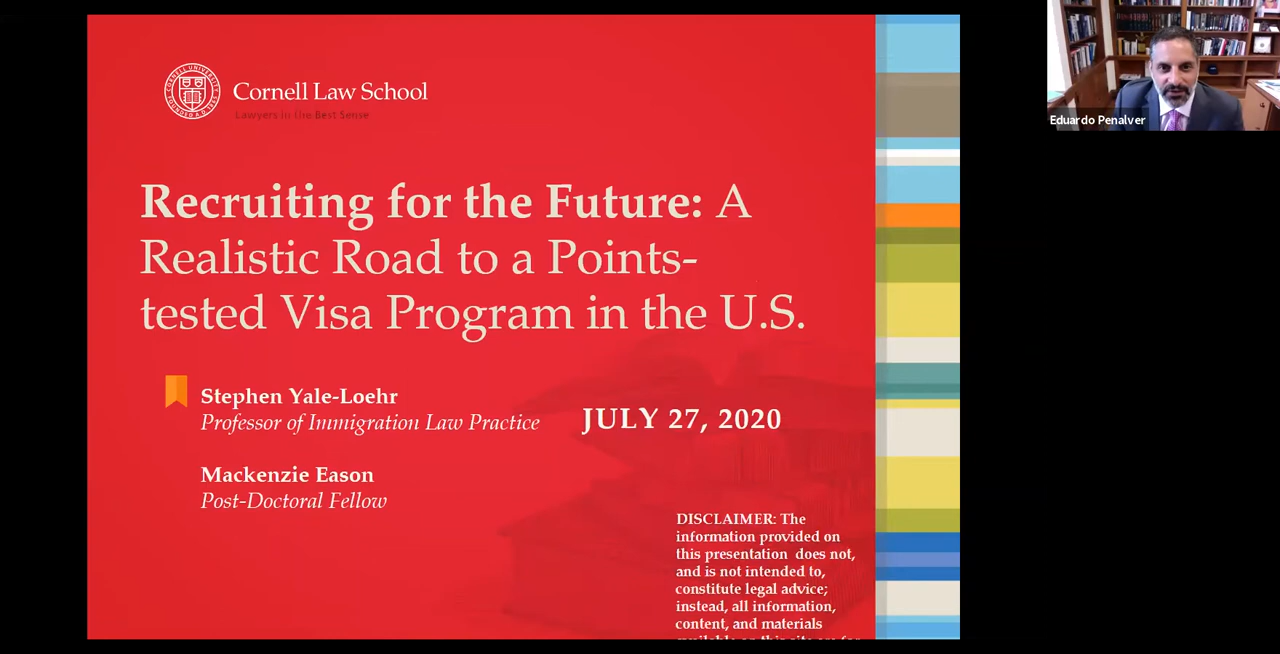 Cornell Law School
Lawyers in the Best Sense
Recruiting for the Future: A
Realistic Road to a Points-
tested Visa Program in the U.S.
Stephen Yale-Loehr
Professor of Immigration Law Practice
JULY 27, 2020
Mackenzie Eason
Post-Doctoral Fellow
DISCLAIMER: The
information provided on
this presentation does not,
and is not intended to,
constitute legal advice;
instead, all information,
content, and materials
Eduardo Penalver